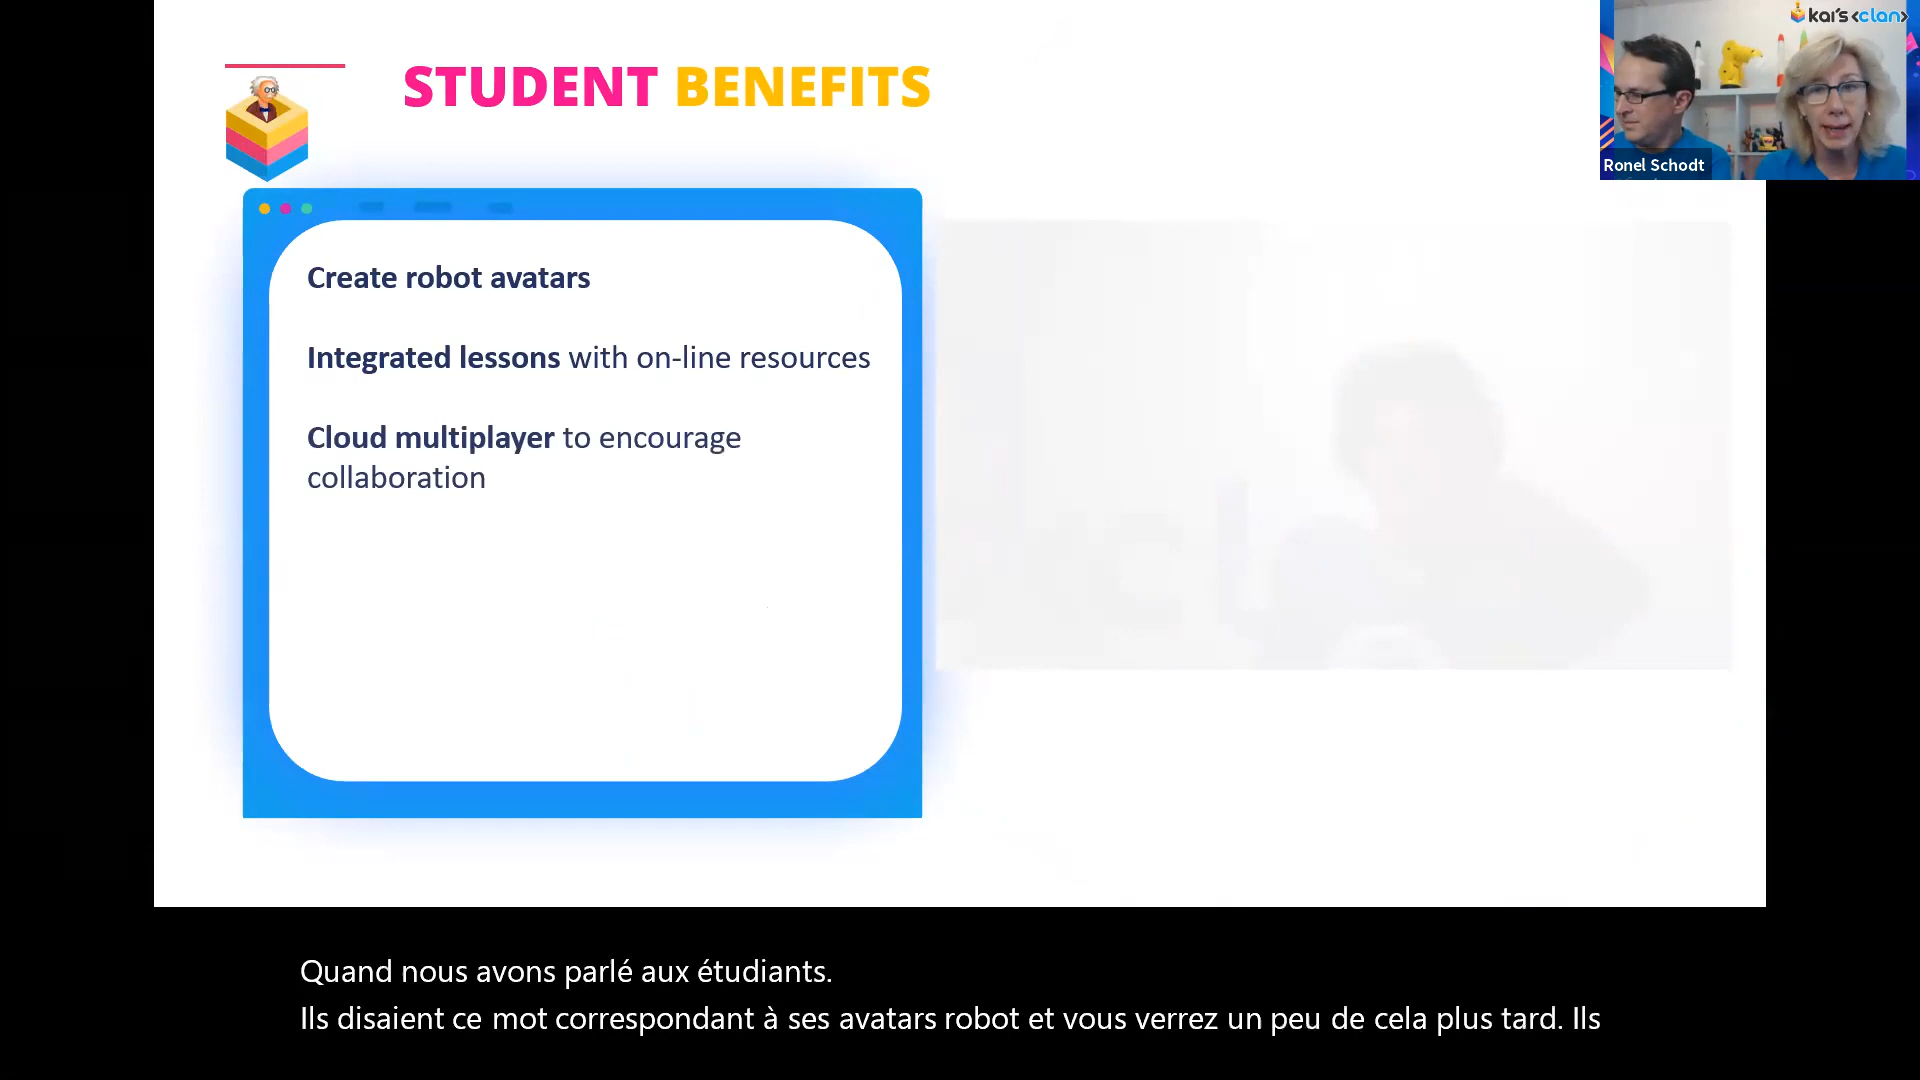 kai's <clan>
STUDENT BENEFITS
Ronel Schodt
Create robot avatars
Integrated lessons with on-line resources
Cloud multiplayer to encourage
collaboration
Quand nous avons parlé aux étudiants.
Ils disaient ce mot correspondant à ses avatars robot et vous verrez un peu de cela plus tard. Ils